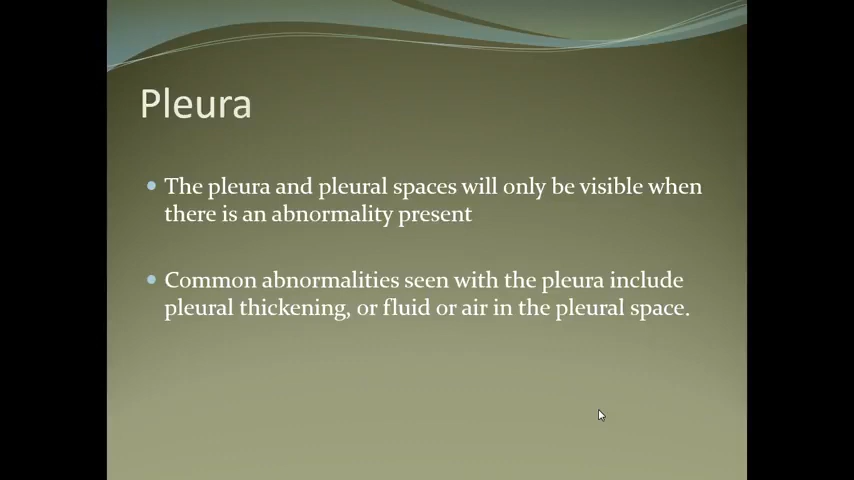 Pleura
The pleura and pleural spaces will only be visible when
there is an abnormality present
Common abnormalities seen with the pleura include
pleural thickening, or fluid or air in the pleural space.